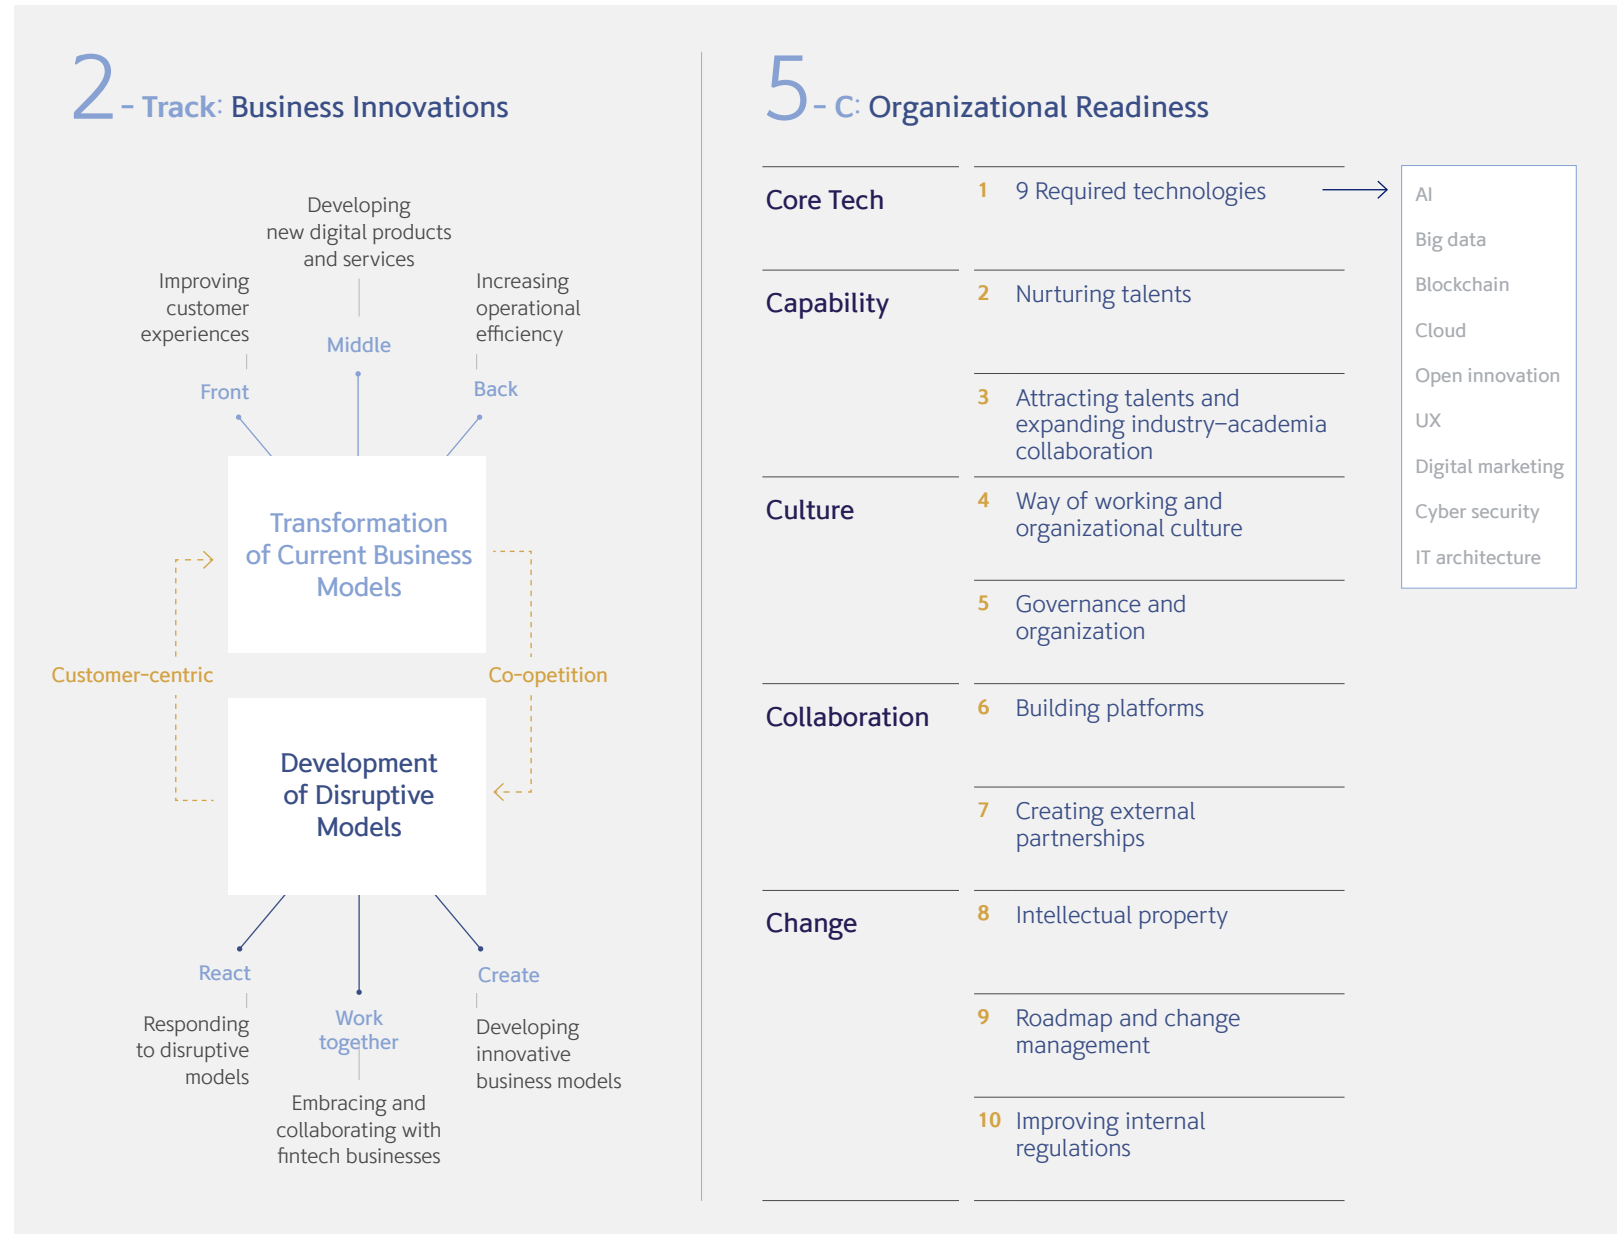 2- Track: Business Innovations
Developing
new digital products
and services
Improving
customer
experiences
Increasing
operational
efficiency
Middle
Front
Back
Transformation
of Current Business
Models
Customer-centric
Co-opetition
Development
of Disruptive
Models
React
Create
Work
together
Responding
to disruptive
models
Developing
innovative
business models
Embracing and
collaborating with
fintech businesses
5- C: Organizational Readiness
Core Tech
1 9 Required technologies
Capability
2 Nurturing talents
3 Attracting talents and
expanding industry-academia
collaboration
Culture
4 Way of working and
organizational culture
5 Governance and
organization
Collaboration
6 Building platforms
7 Creating external
partnerships
Change
8 Intellectual property
9 Roadmap and change
management
10 Improving internal
regulations
AI
Big data
Blockchain
Cloud
Open innovation
UX
Digital marketing
Cyber security
IT architecture